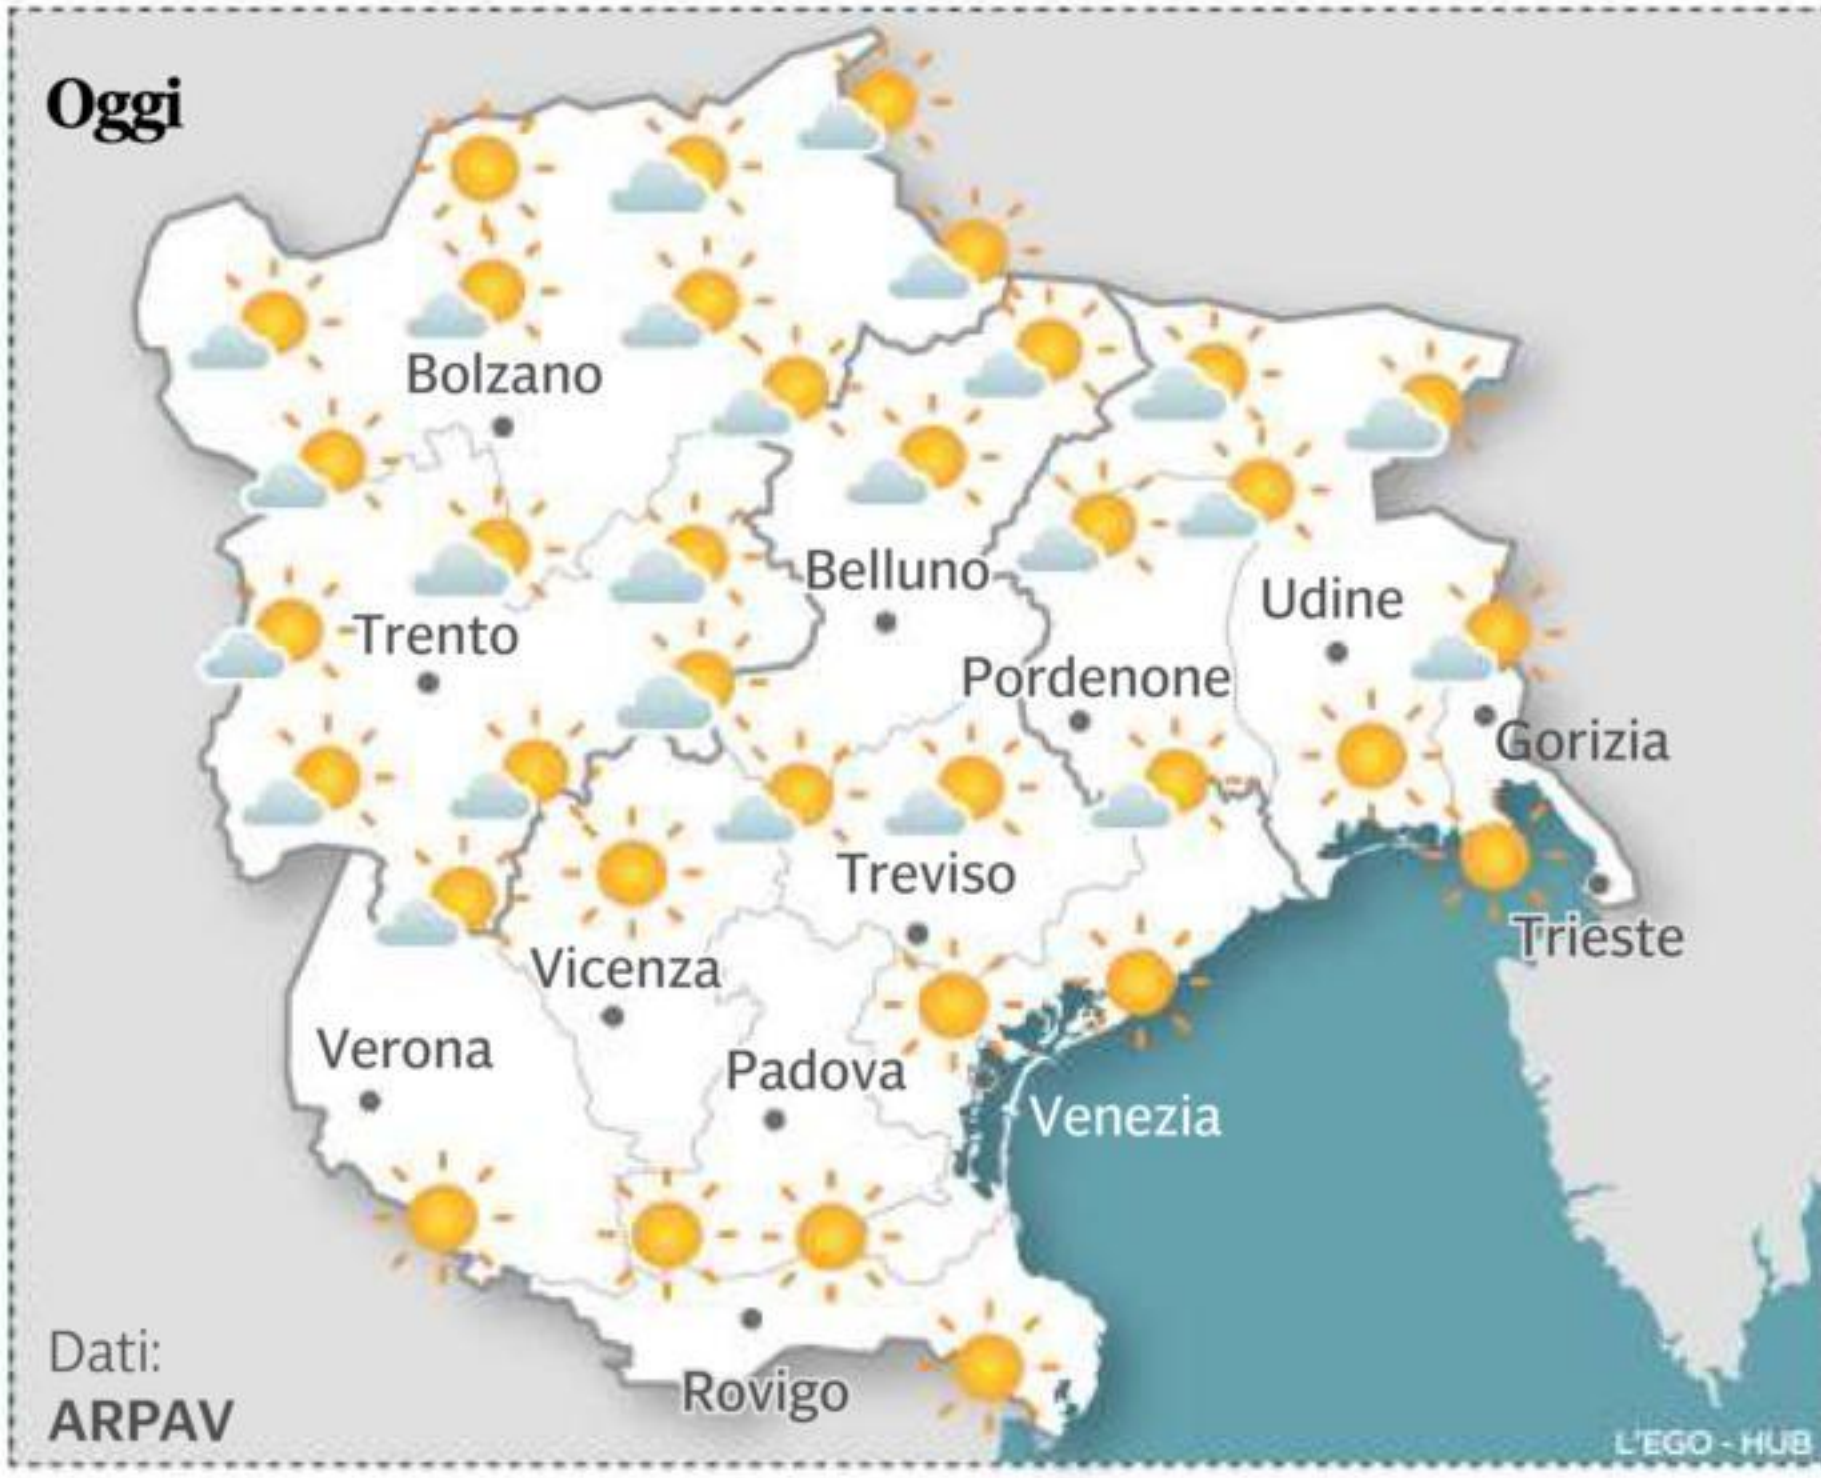 Oggi
Bolzano
Belluno
Udine
Trento
Pordenone
Gorizia
Treviso
Trieste
Vicenza
Verona
Padova
Venezia
Dati:
ARPAV
Rovigo
L'EGO - HUB